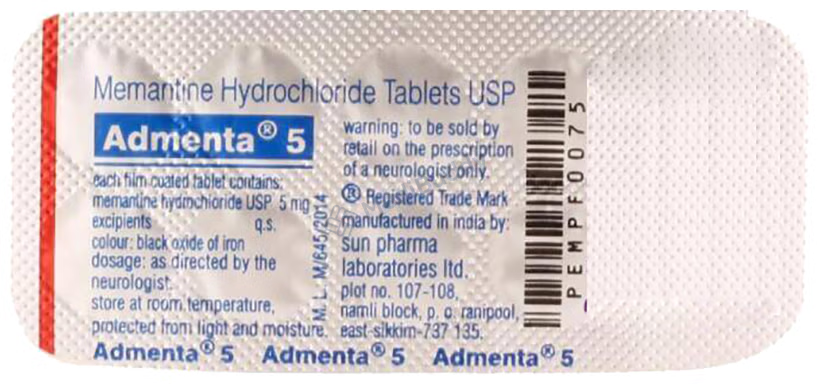 Memantine Hydrochloride Tablets USP
Admenta® 5
each film coated tablet contains:
memantine hydrochloride USP 5 mg
excipients q.s.
colour: black oxide of iron
dosage: as directed by the
neurologist.
store at room temperature,
protected from light and moisture.
M. L. M/645/2014
warning: to be sold by
retail on the prescription
of a neurologist only.
® Registered Trade Mark
manufactured in india by:
sun pharma
laboratories ltd.
plot no. 107-108,
namli block, p. o. ranipool,
east-sikkim-737 135.
PEMPF0075
Admenta® 5 Admenta® 5 Admenta® 5